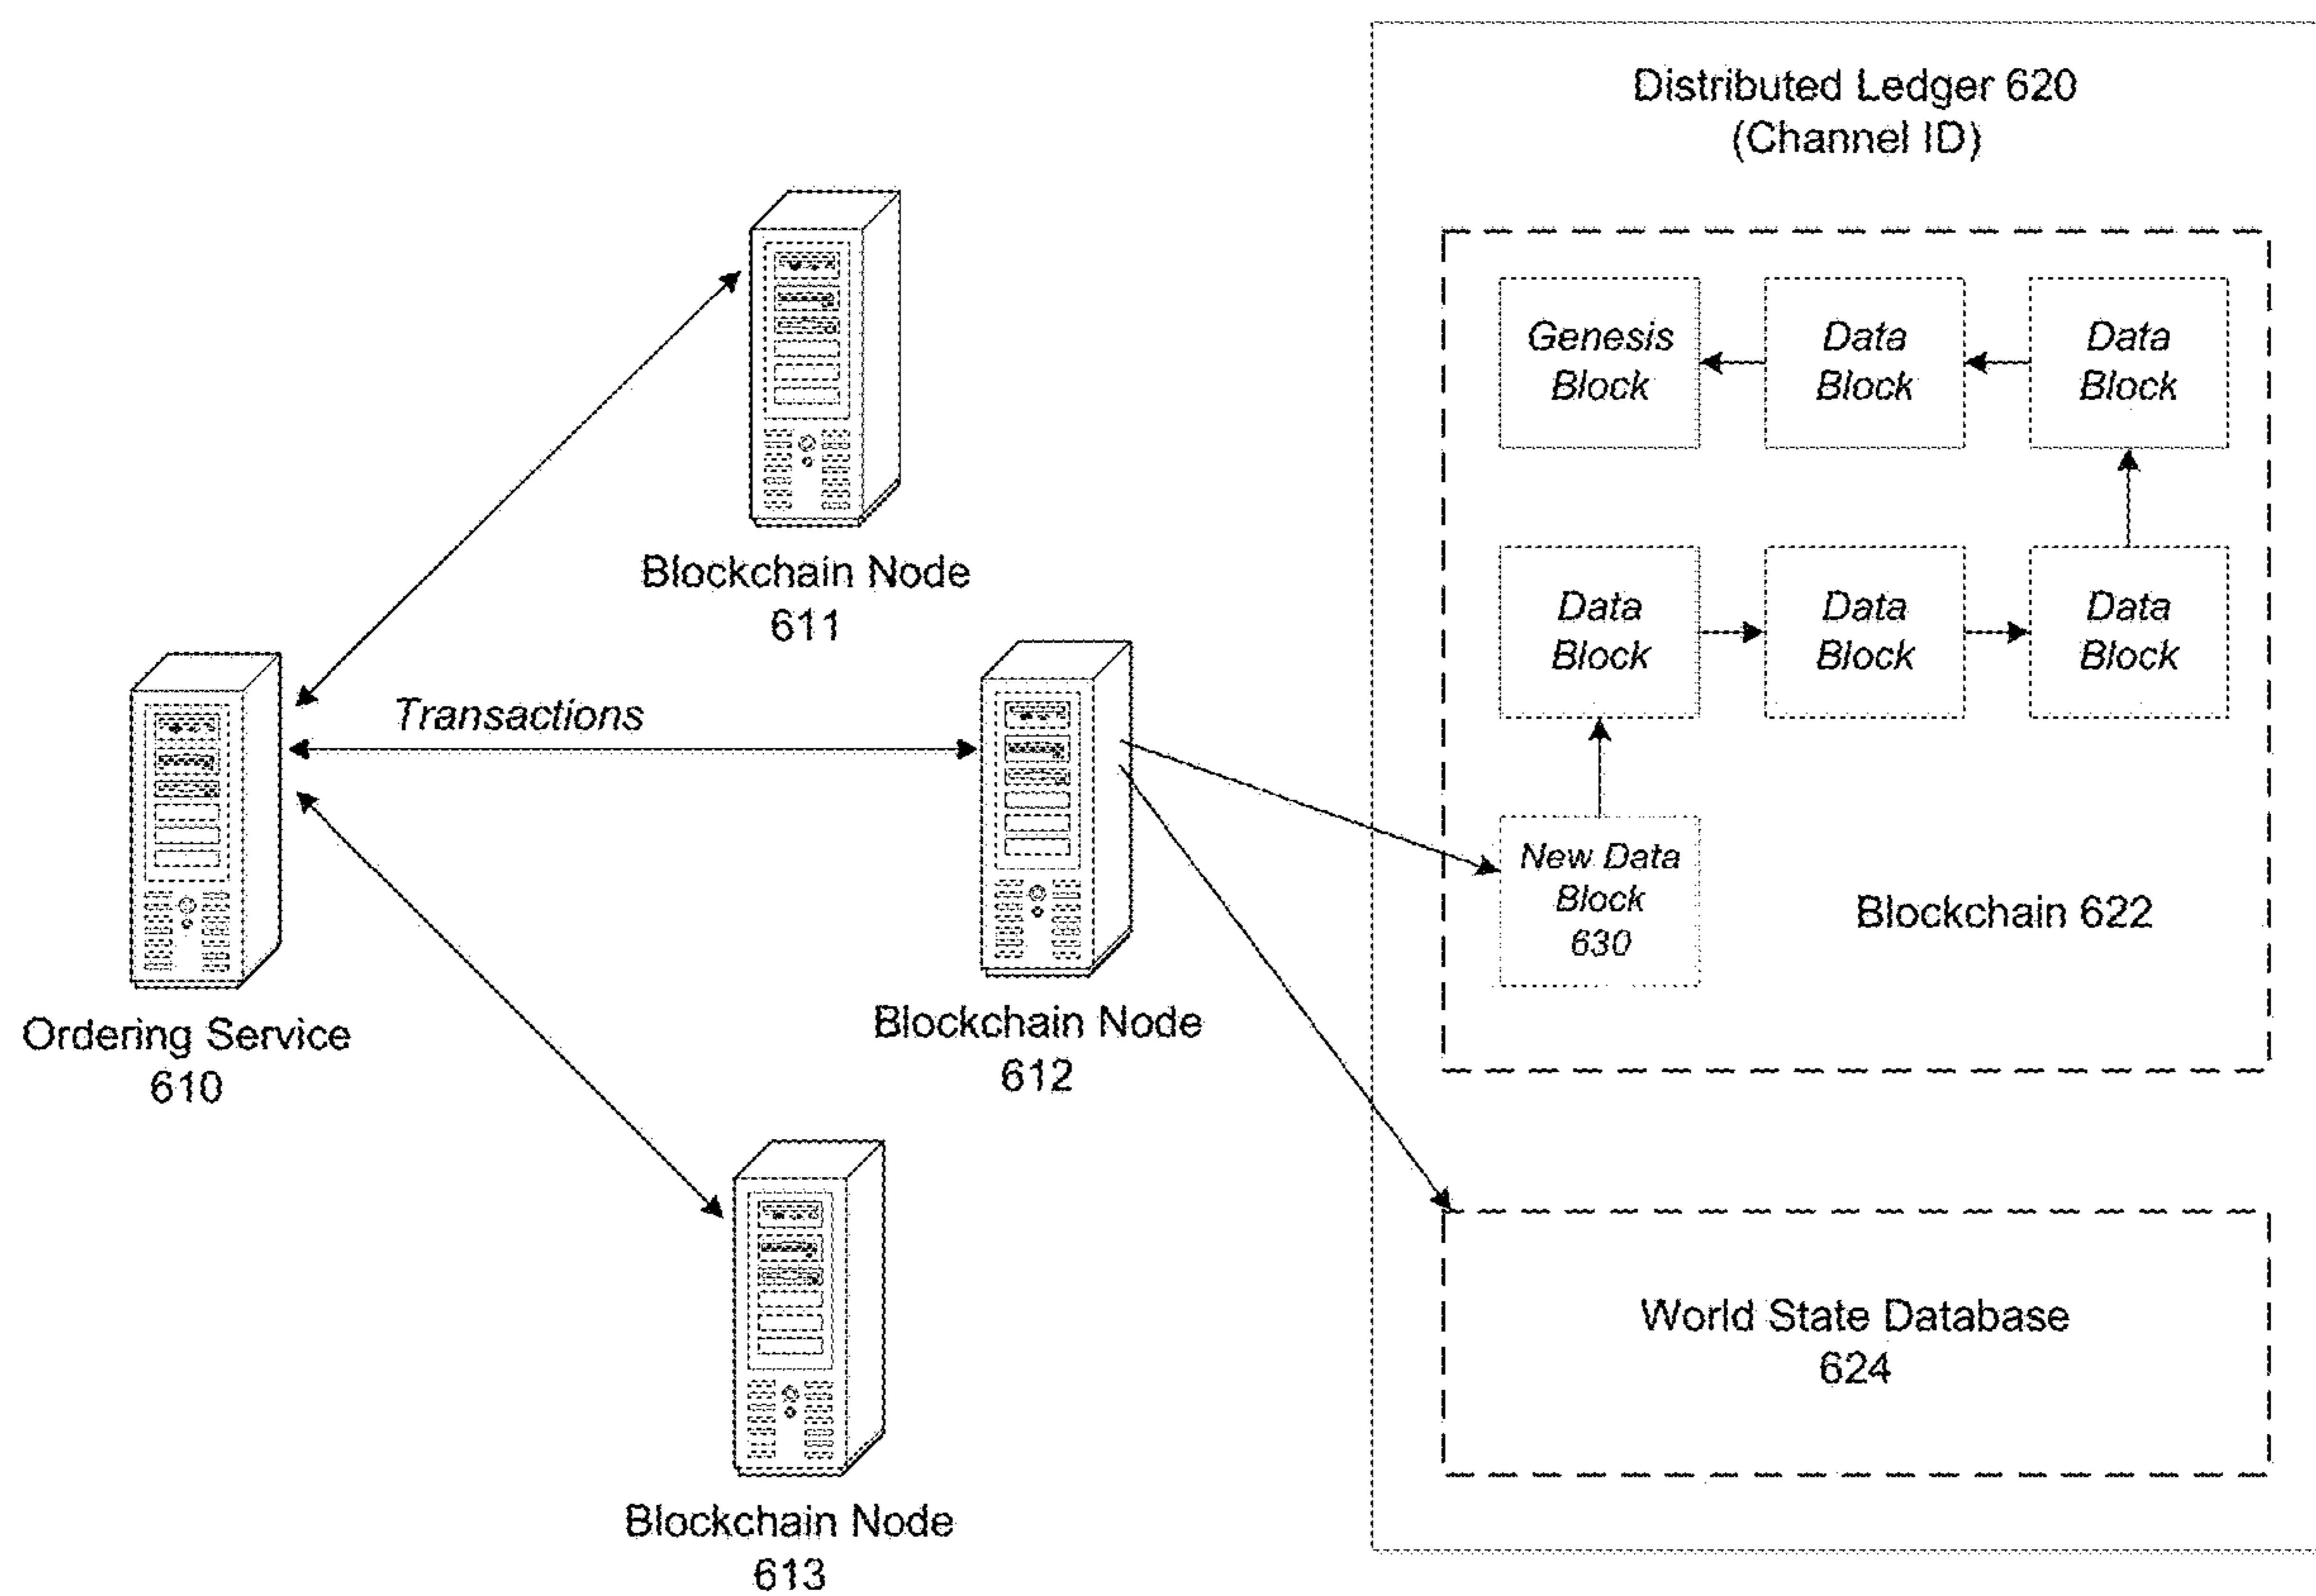 Distributed Ledger 620
(Channel ID)
Genesis
Block
Data
Block
Data
Block
Blockchain Node
611
Data
Block
Data
Block
Data
Block
Transactions
New Data
Block
630
Blockchain 622
Ordering Service
610
Blockchain Node
612
World State Database
624
Blockchain Node
613